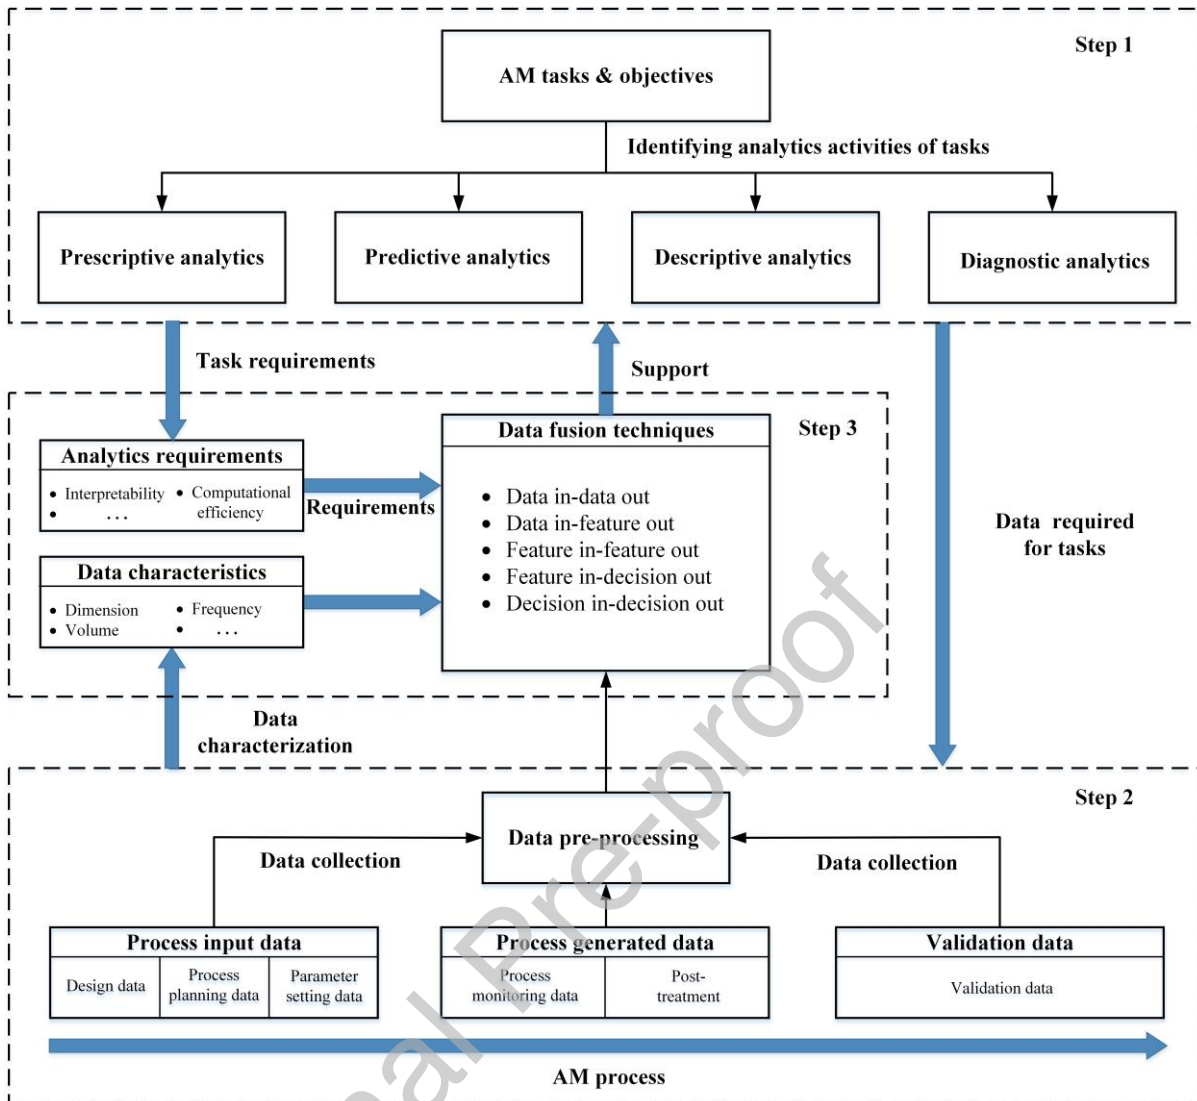 Step 1
AM tasks & objectives
Identifying analytics activities of tasks
Prescriptive analytics
Predictive analytics
Descriptive analytics
Diagnostic analytics
Task requirements
Support
Step 3
Analytics requirements
• Interpretability
• Computational
efficiency
• ...
Requirements
Data fusion techniques
• Data in-data out
• Data in-feature out
• Feature in-feature out
• Feature in-decision out
• Decision in-decision out
Data characteristics
• Dimension
• Frequency
• Volume
• ...
Data required
for tasks
Data
characterization
Step 2
Data pre-processing
Data collection
Data collection
Process input data
Design data
Process
planning data
Parameter
setting data
Process generated data
Process
monitoring data
Post-
treatment
Validation data
Validation data
AM process
Pre-proof